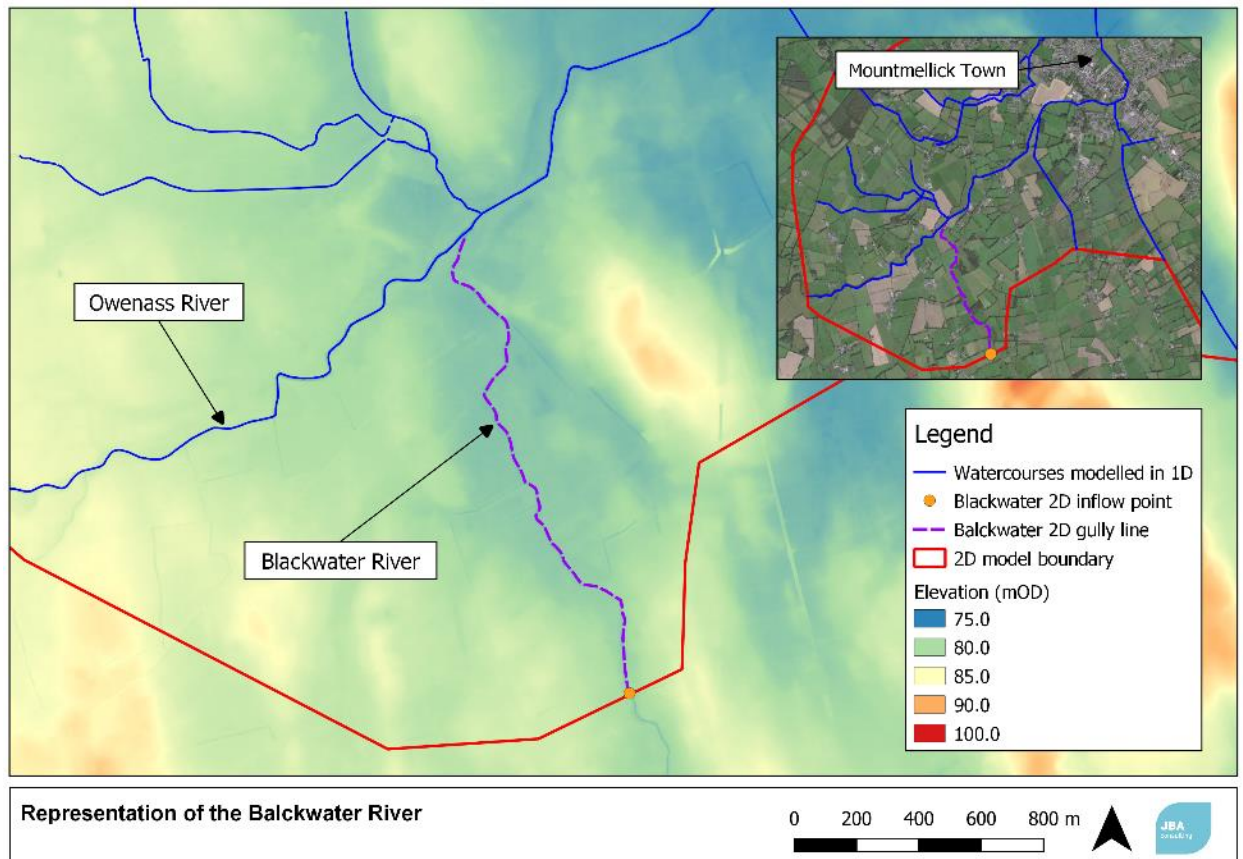 Mountmellick Town
Owenass River
Blackwater River
Legend
Watercourses modelled in 1D
Blackwater 2D inflow point
Balckwater 2D gully line
2D model boundary
Elevation (mOD)
75.0
80.0
85.0
90.0
100.0
Representation of the Balckwater River
0 200 400 600 800 m
JBA
consulting